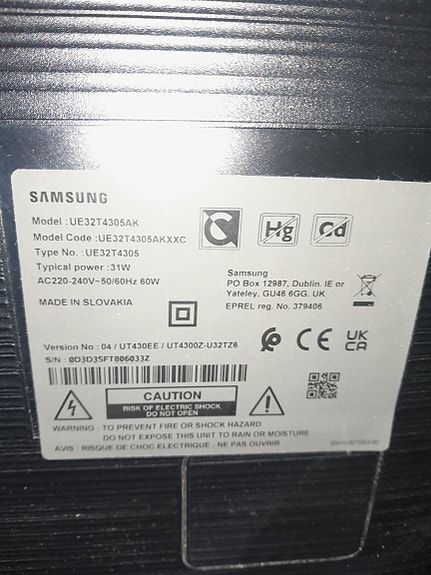 SAMSUNG
Model : UE32T4305AK
Model Code : UE32T4305AKXXC
Type No. : UE32T4305
Typical power : 31W
AC220-240V~50/60Hz 60W
Hg
Cd
Samsung
PO Box 12987, Dublin. IE or
Yateley, GU46 6GG. UK
EPREL reg No. 379406
MADE IN SLOVAKIA
Version No : 04 / UT430EE / UT4300Z-U32TZ6
S/N : 0D3D3SFT806033Z
CE
UK
CA
CAUTION
RISK OF ELECTRIC SHOCK
DO NOT OPEN
WARNING : TO PREVENT FIRE OR SHOCK HAZARD
DO NOT EXPOSE THIS UNIT TO RAIN OR MOISTURE
AVIS : RISQUE DE CHOC ELECTRIQUE - NE PAS OUVRIR